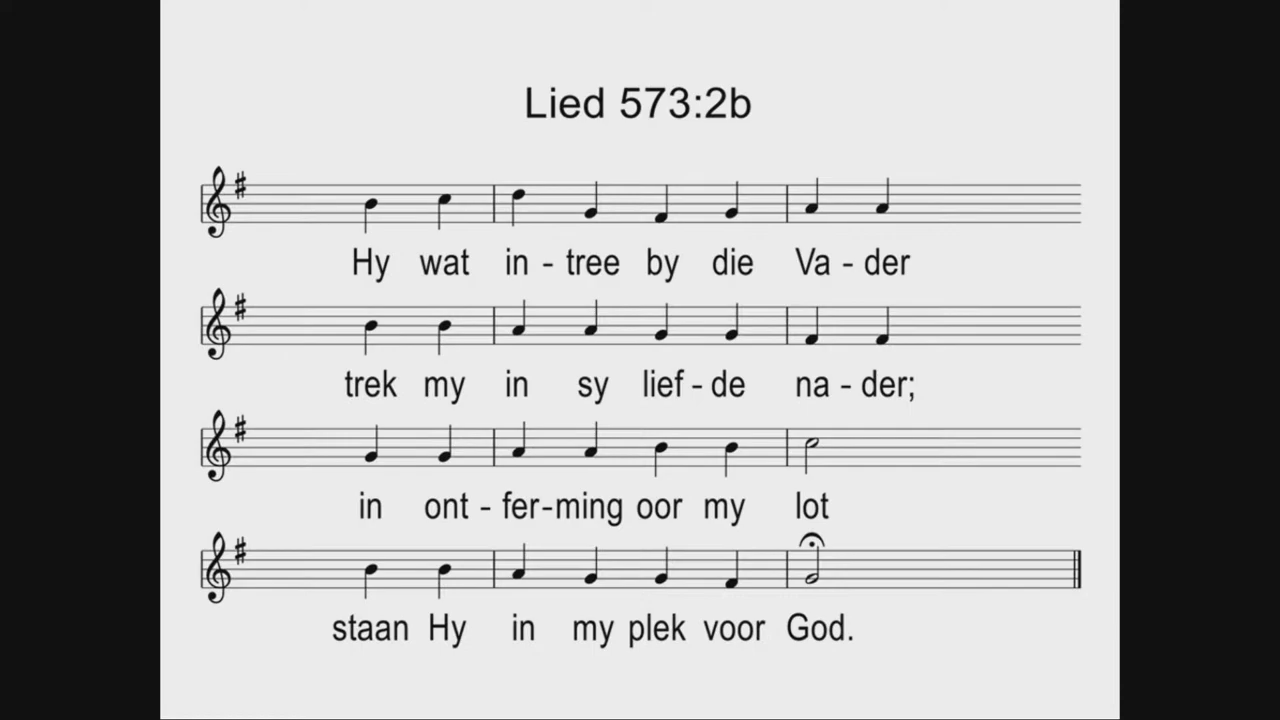 Lied 573:2b
Hy wat in - tree by die Va - der
trek my in sy lief - de na - der;
in ont - fer-ming oor my lot
staan Hy in my plek voor God.